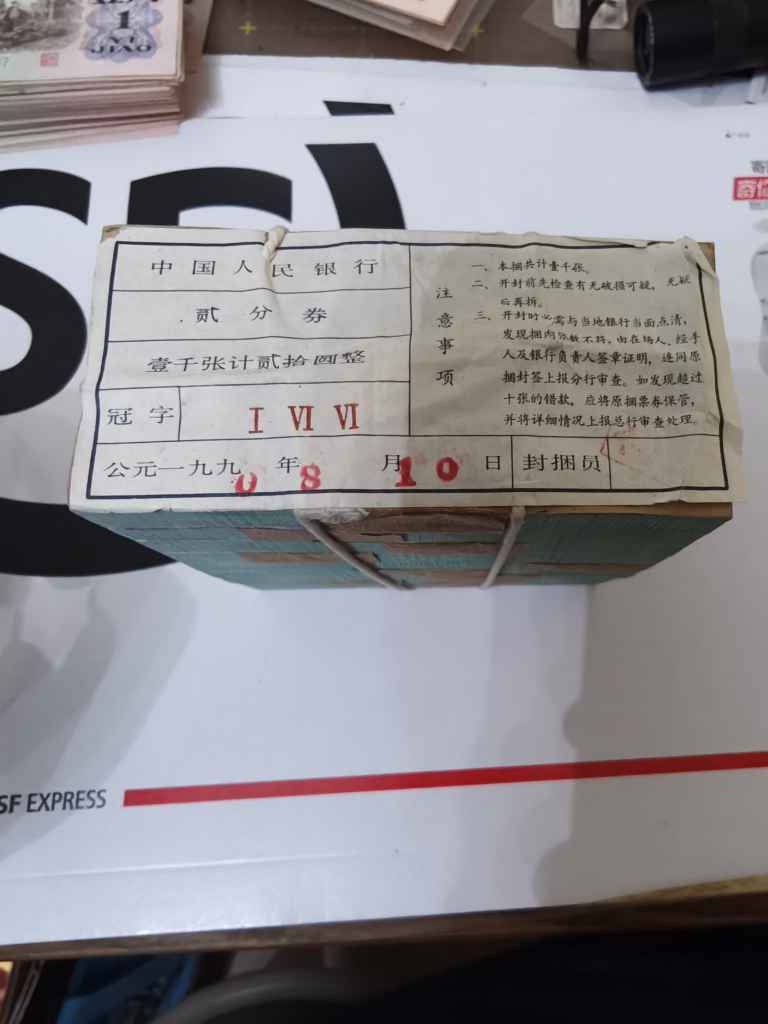 1
中国人民银行
贰分券
壹千张计贰拾圆整
冠字 I VI VI
公元一九九0年8月10日 封捆员
注意事项
一、本捆共计壹千张。
二、开封前先检查有无破损可疑，无疑
后再拆。
三、开封时必需与当地银行当面点清，
发现捆内张数不符，由在场人、经手
人及银行负责人签章证明，连同原
捆封签上报分行审查。如发现超过
十张的错款，应将原捆票券保管，
并将详细情况上报总行审查处理。
SF EXPRESS